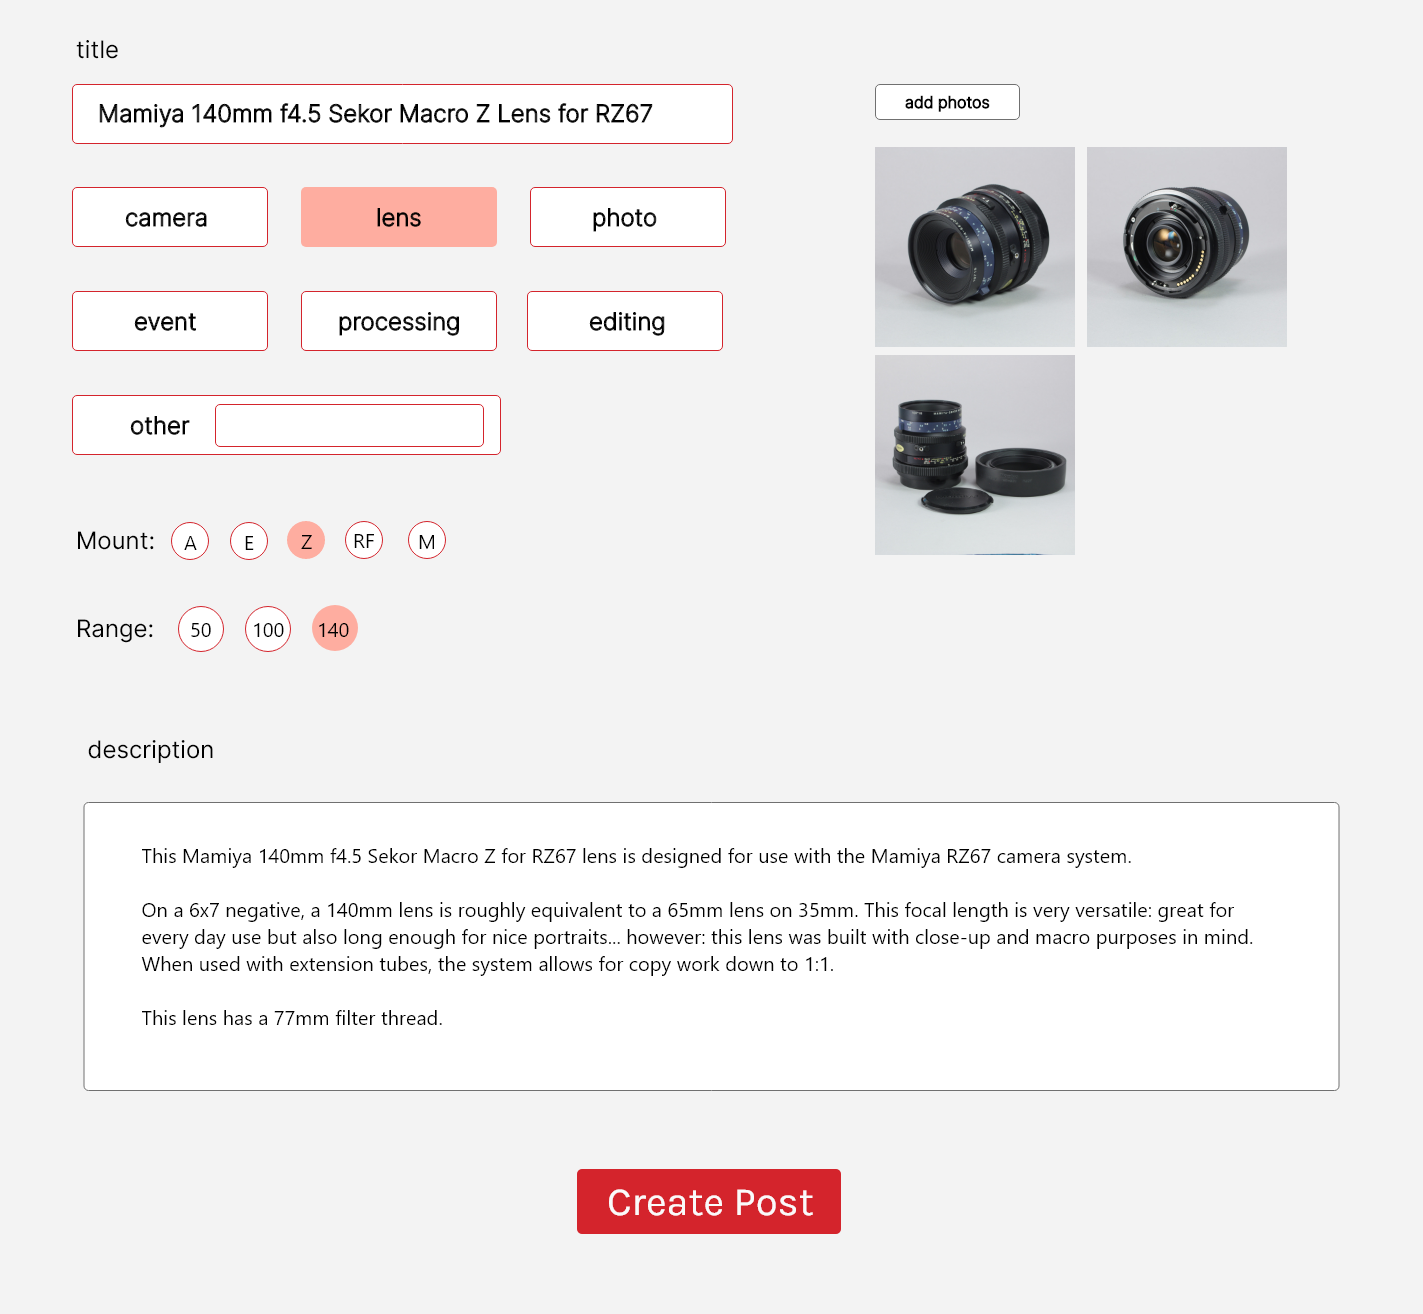 title
Mamiya 140mm f4.5 Sekor Macro Z Lens for RZ67
add photos
camera
lens
photo
event
processing
editing
other
Mount:
A
E
Z
RF
M
Range:
50
100
140
description
This Mamiya 140mm f4.5 Sekor Macro Z for RZ67 lens is designed for use with the Mamiya RZ67 camera system.
On a 6x7 negative, a 140mm lens is roughly equivalent to a 65mm lens on 35mm. This focal length is very versatile: great for
every day use but also long enough for nice portraits... however: this lens was built with close-up and macro purposes in mind.
When used with extension tubes, the system allows for copy work down to 1:1.
This lens has a 77mm filter thread.
Create Post